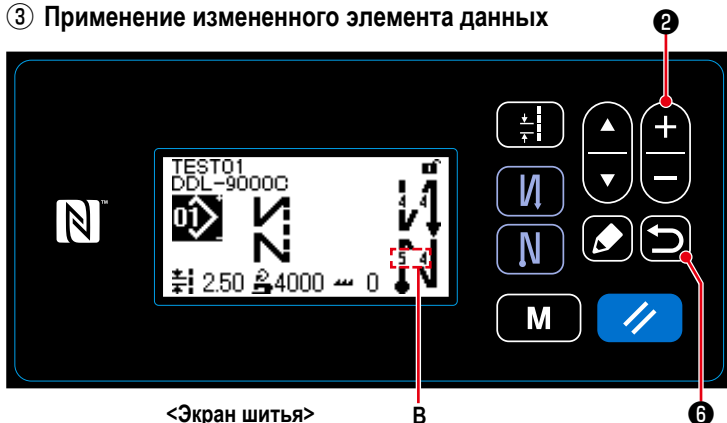 ③ Применение измененного элемента данных
❷
TEST01
DDL-9000C
01
4 4
5 4
2.50 4000 0
N
™
+
−
M
<Экран шитья>
B
❻